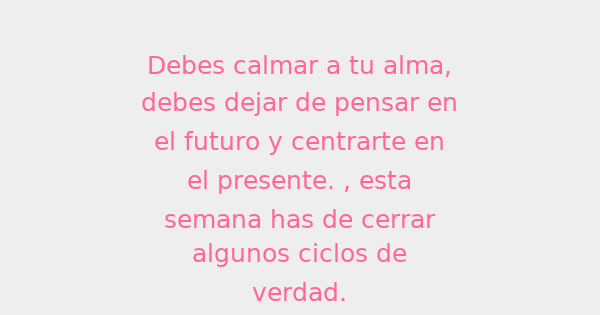 Debes calmar a tu alma,
debes dejar de pensar en
el futuro y centrarte en
el presente. , esta
semana has de cerrar
algunos ciclos de
verdad.